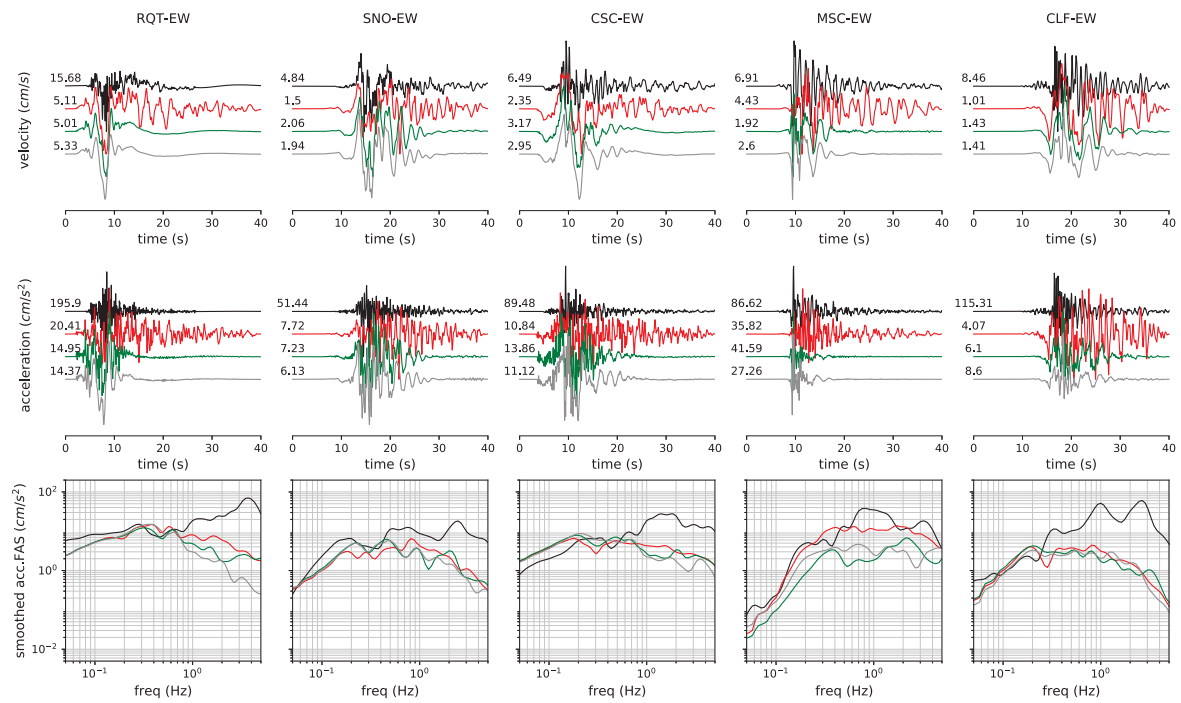 RQT-EW SNO-EW CSC-EW MSC-EW CLF-EW
velocity (cm/s)
15.68 4.84 6.49 6.91 8.46
5.11 1.5 2.35 4.43 1.01
5.01 2.06 3.17 1.92 1.43
5.33 1.94 2.95 2.6 1.41
0 10 20 30 40 0 10 20 30 40 0 10 20 30 40 0 10 20 30 40 0 10 20 30 40
time (s) time (s) time (s) time (s) time (s)
acceleration (cm/s²)
195.9 51.44 89.48 86.62 115.31
20.41 7.72 10.84 35.82 4.07
14.95 7.23 13.86 41.59 6.1
14.37 6.13 11.12 27.26 8.6
0 10 20 30 40 0 10 20 30 40 0 10 20 30 40 0 10 20 30 40 0 10 20 30 40
time (s) time (s) time (s) time (s) time (s)
smoothed acc.FAS (cm/s²)
10²
10⁰
10⁻²
10⁻¹ 10⁰ 10⁻¹ 10⁰ 10⁻¹ 10⁰ 10⁻¹ 10⁰ 10⁻¹ 10⁰
freq (Hz) freq (Hz) freq (Hz) freq (Hz) freq (Hz)